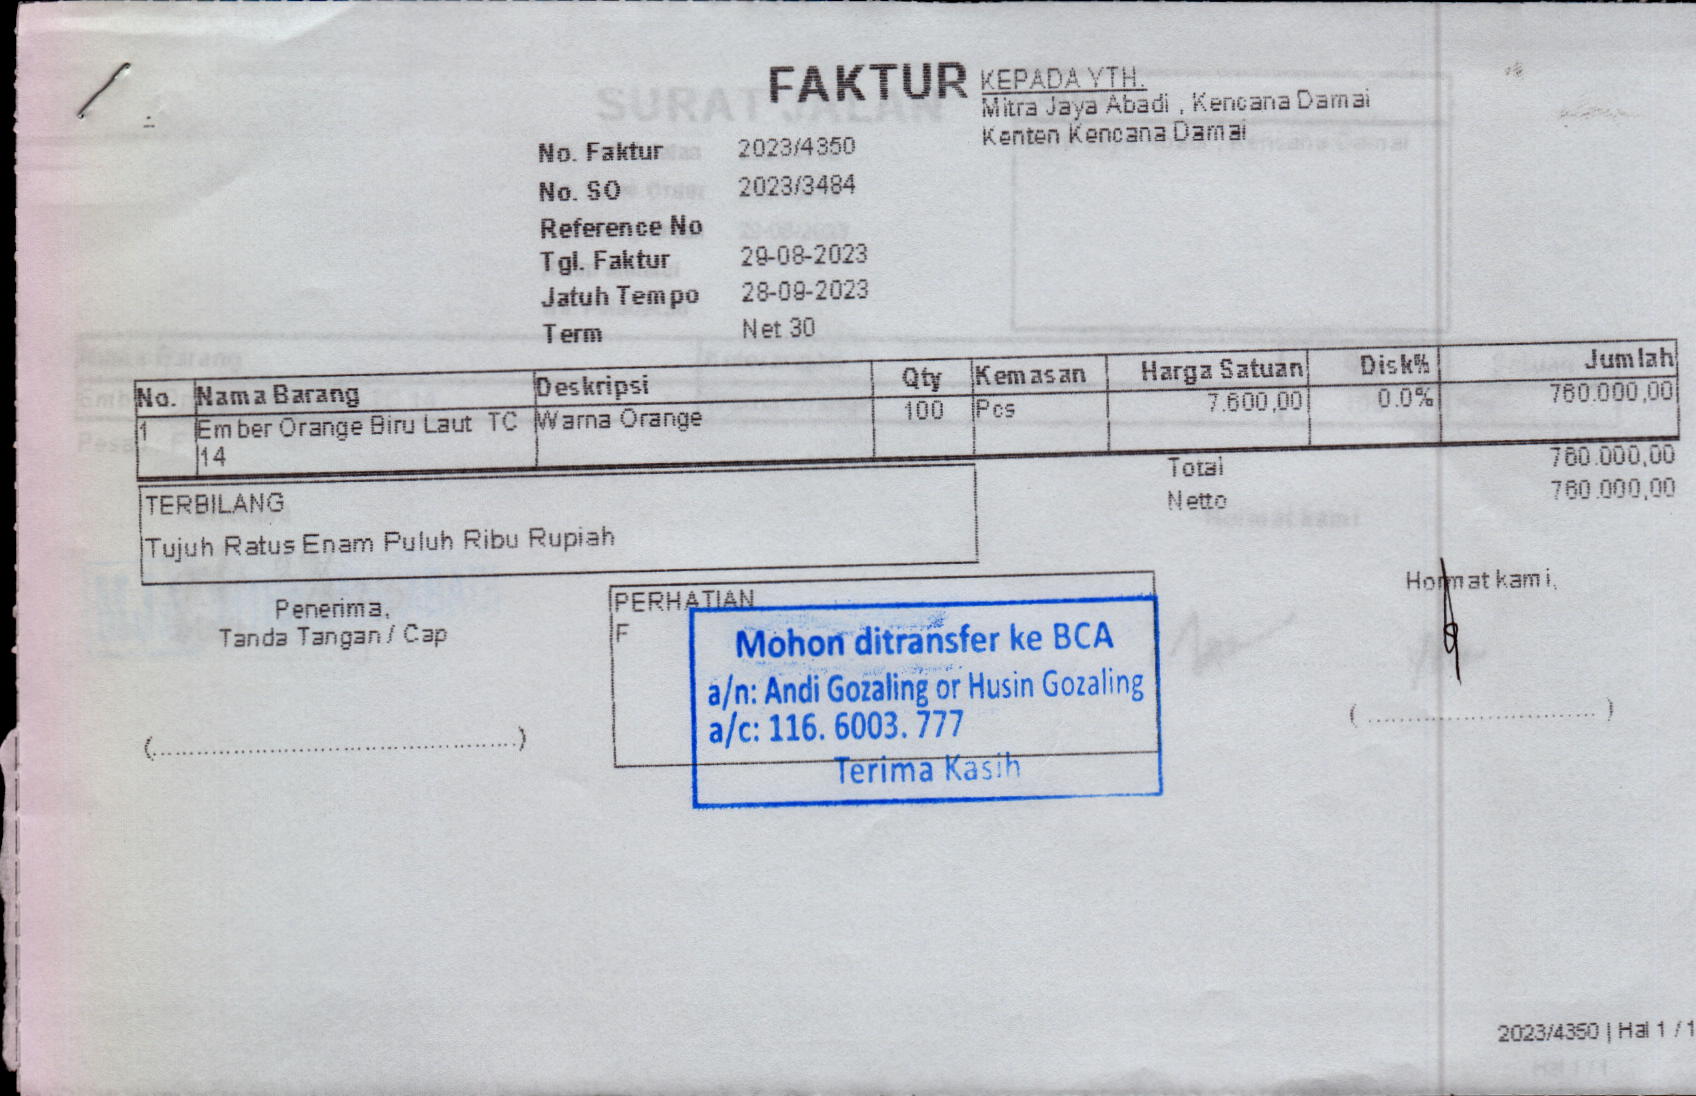 FAKTUR
KEPADA YTH.
Mitra Jaya Abadi , Kencana Damai
Kenten Kencana Damai
No. Faktur 2023/4350
No. SO 2023/3484
Reference No
Tgl. Faktur 29-08-2023
Jatuh Tempo 28-09-2023
Term Net 30
No. Nama Barang Deskripsi Qty Kemasan Harga Satuan Disk% Jumlah
1 Ember Orange Biru Laut TC Warna Orange 100 Pcs 7.600,00 0.0% 760.000,00
14
Total 760.000,00
Netto 760.000,00
TERBILANG
Tujuh Ratus Enam Puluh Ribu Rupiah
Penerima,
Tanda Tangan / Cap
(..................................................)
PERHATIAN
F
Mohon ditransfer ke BCA
a/n: Andi Gozaling or Husin Gozaling
a/c: 116. 6003. 777
Terima Kasih
Hormat kami,
( ................................ )
2023/4350 | Hal 1 / 1
SURAT JALAN